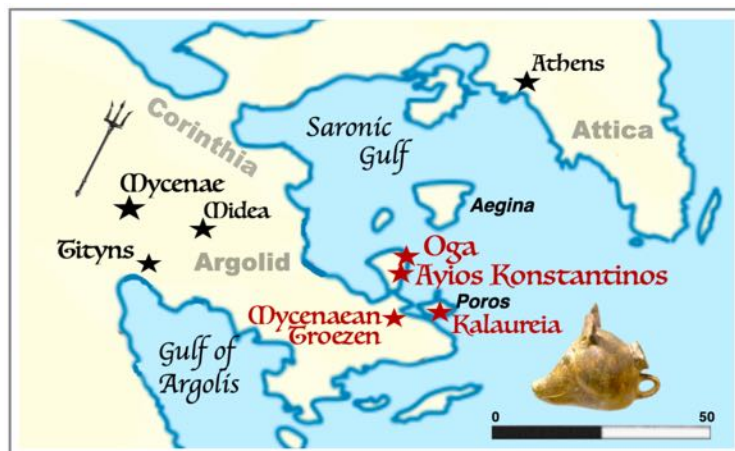 Athens
Corinthia
Saronic
Gulf
Attica
Mycenae
Midea
Aegina
Tityns
Argolid
Oga
Ayios Konstantinos
Poros
Mycenaean
Troezen
Kalaureia
Gulf of
Argolis
0 50